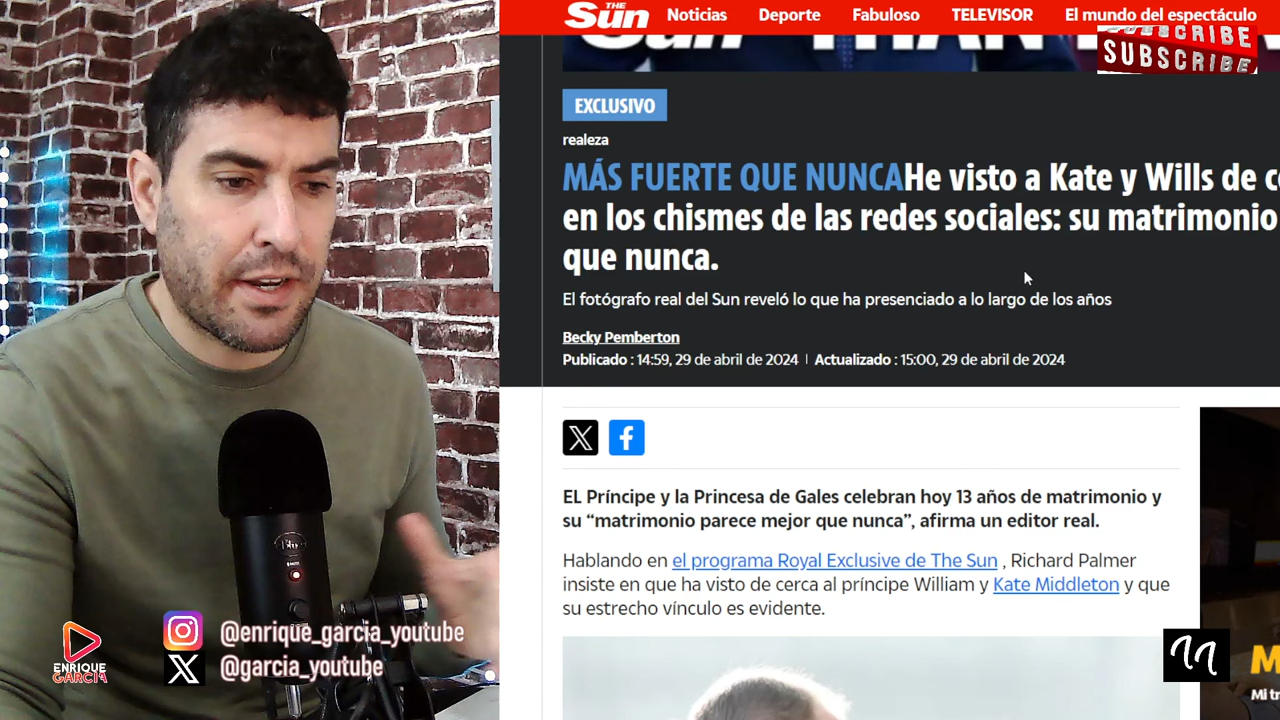 THE
Sun
Noticias Deporte Fabuloso TELEVISOR El mundo del espectáculo
SUBSCRIBE
SUBSCRIBE
EXCLUSIVO
realeza
MÁS FUERTE QUE NUNCAHe visto a Kate y Wills de
en los chismes de las redes sociales: su matrimonio
que nunca.
El fotógrafo real del Sun reveló lo que ha presenciado a lo largo de los años
Becky Pemberton
Publicado : 14:59, 29 de abril de 2024 | Actualizado : 15:00, 29 de abril de 2024
EL Príncipe y la Princesa de Gales celebran hoy 13 años de matrimonio y
su “matrimonio parece mejor que nunca”, afirma un editor real.
Hablando en el programa Royal Exclusive de The Sun , Richard Palmer
insiste en que ha visto de cerca al príncipe William y Kate Middleton y que
su estrecho vínculo es evidente.
Blue
ENRIQUE
GARCIA
@enrique_garcia_youtube
@garcia_youtube
Mi